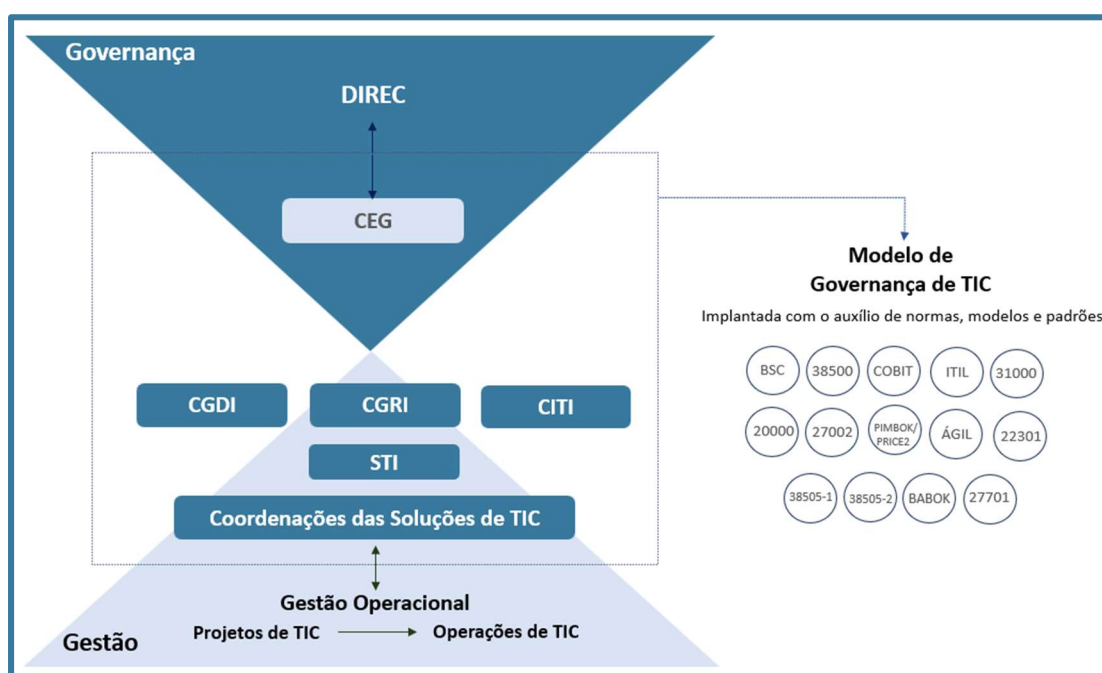 Governança
DIREC
CEG
CGDI
CGRI
CITI
STI
Coordenações das Soluções de TIC
Gestão Operacional
Projetos de TIC
Operações de TIC
Gestão
Modelo de
Governança de TIC
Implantada com o auxílio de normas, modelos e padrões
BSC
38500
COBIT
ITIL
31000
20000
27002
PIMBOK/
PRICE2
ÁGIL
22301
38505-1
38505-2
BABOK
27701